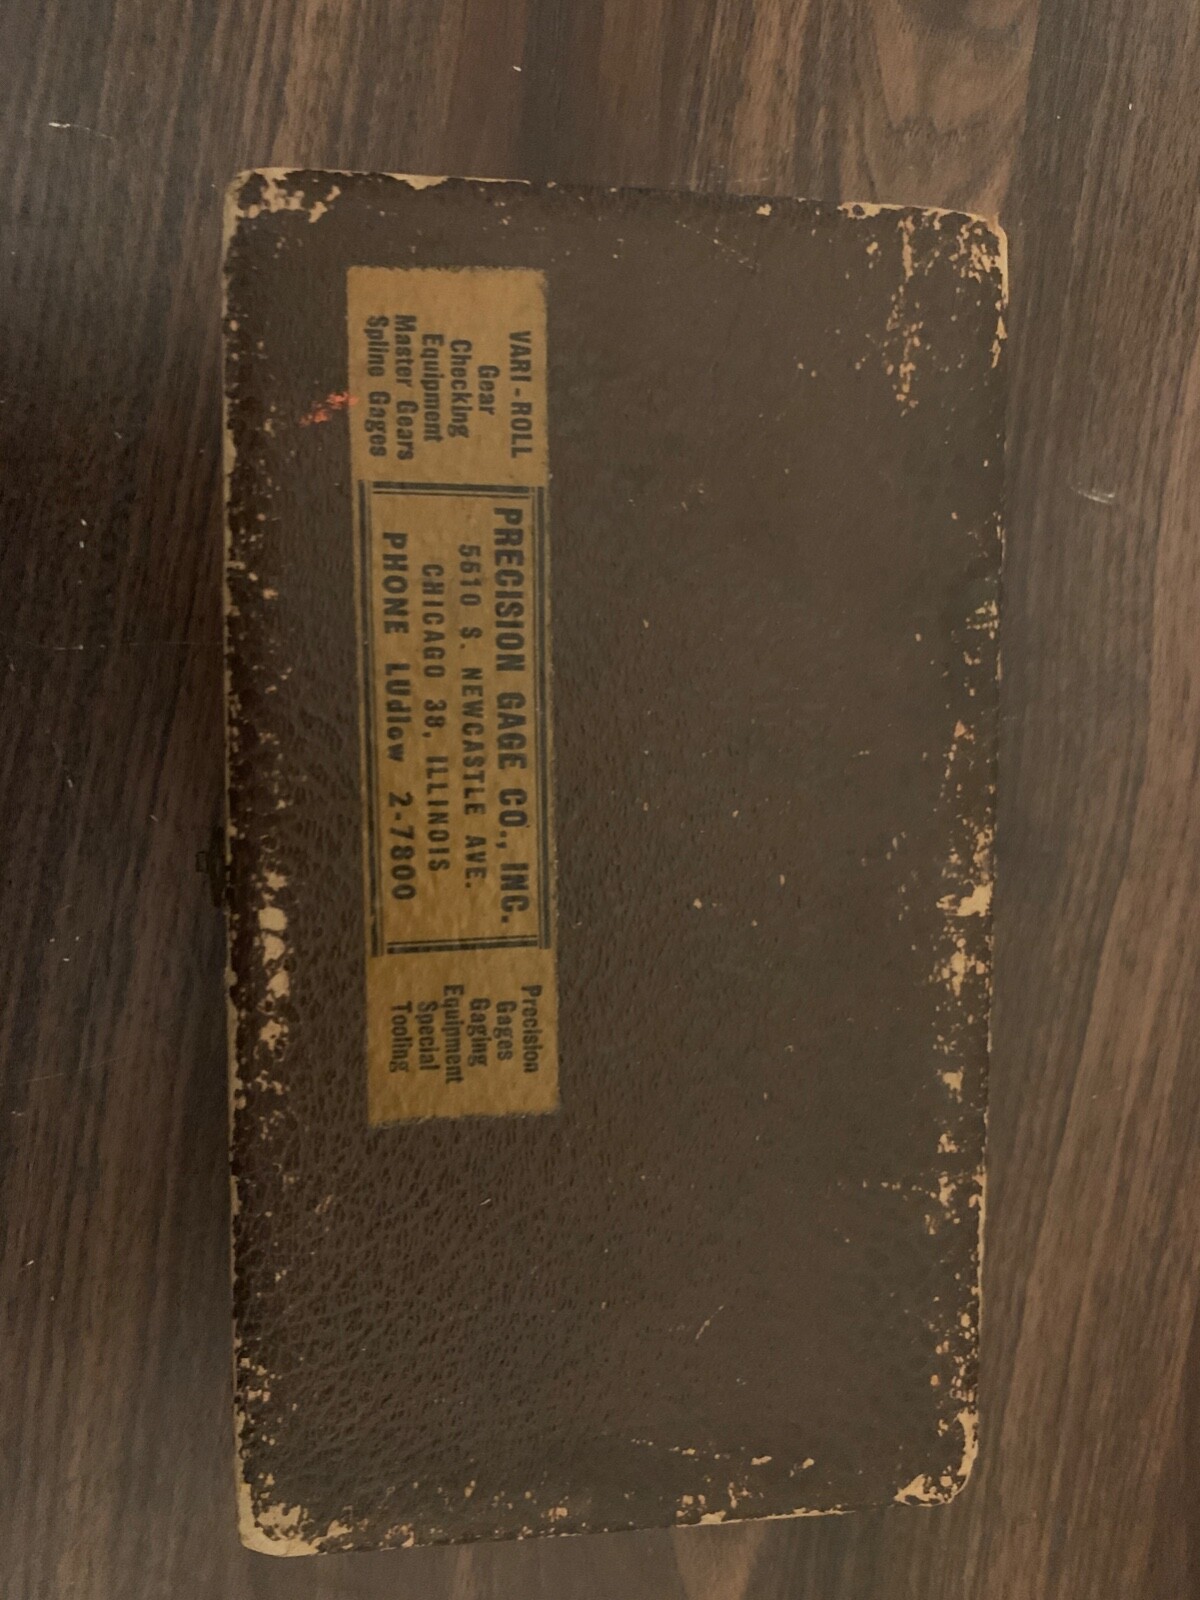 VARI-ROLL
Gear
Checking
Equipment
Master Gears
Spline Gages
PRECISION GAGE CO., INC.
5610 S. NEWCASTLE AVE.
CHICAGO 38, ILLINOIS
PHONE LUdlow 2-7800
Precision
Gages
Gaging
Equipment
Special
Tooling